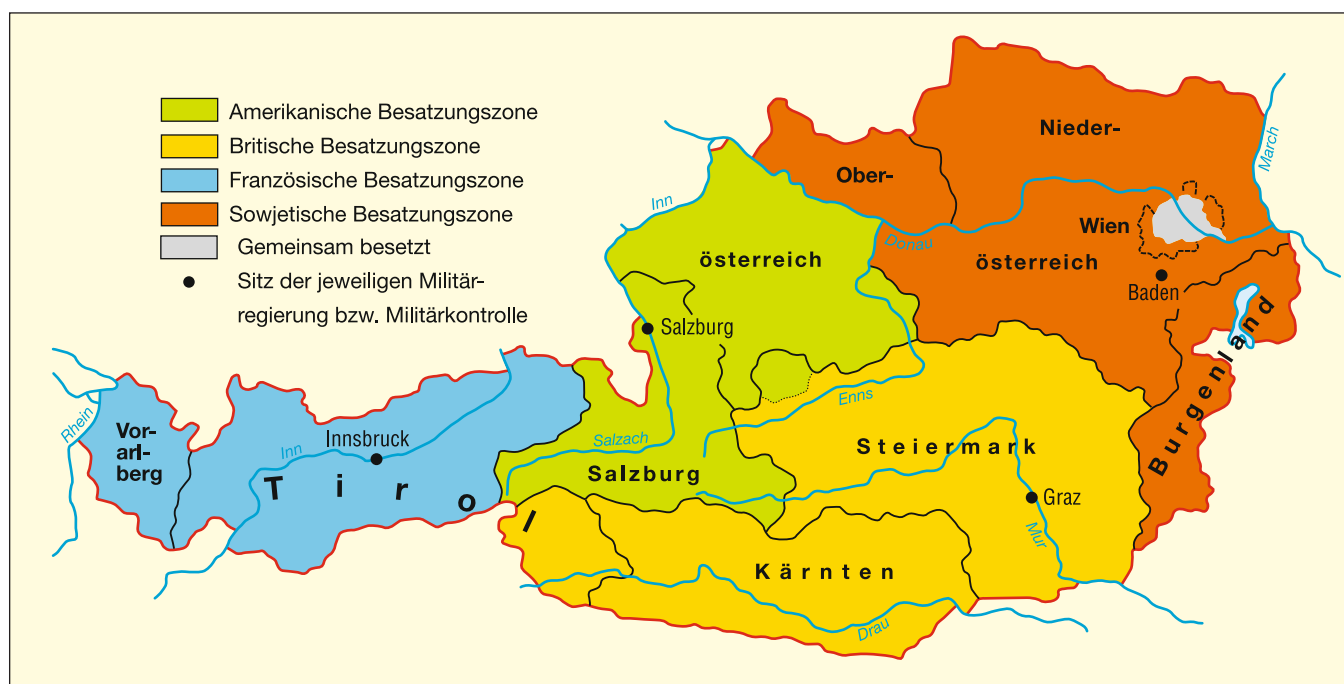 Amerikanische Besatzungszone
Britische Besatzungszone
Französische Besatzungszone
Sowjetische Besatzungszone
Gemeinsam besetzt
Sitz der jeweiligen Militär-
regierung bzw. Militärkontrolle
Nieder-
March
Ober-
Inn
Wien
Donau
österreich
österreich
Baden
Salzburg
Burgenland
Enns
Rhein
Vor-
arl-
berg
Innsbruck
Inn
Salzach
Steiermark
Salzburg
Tirol
Graz
Mur
Kärnten
Drau